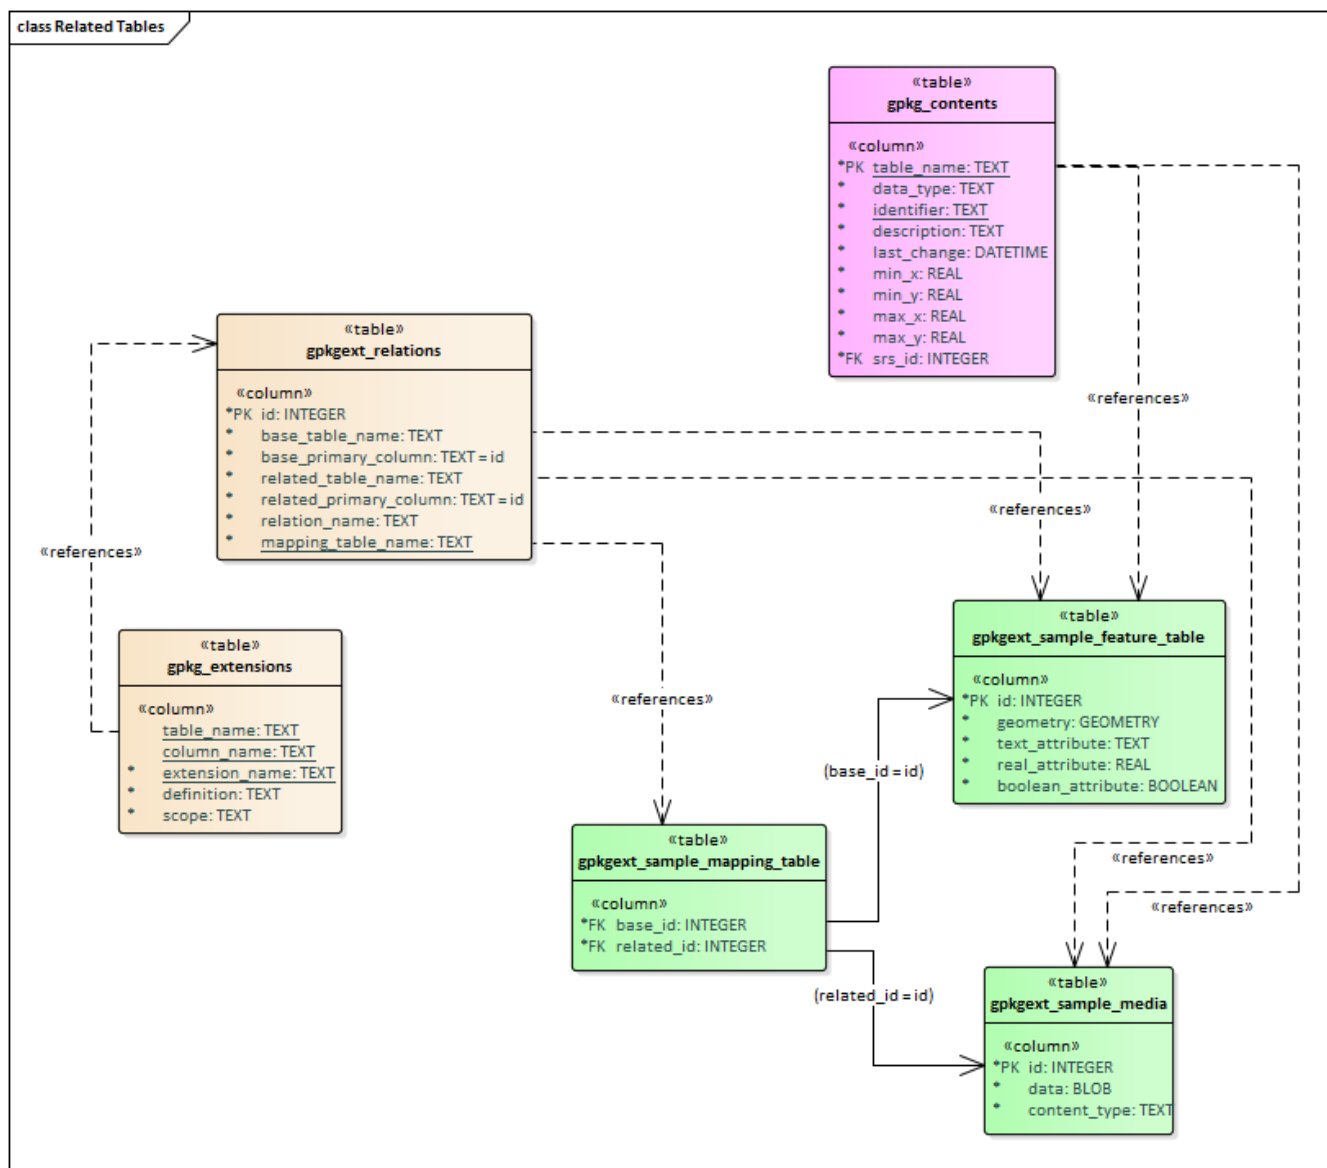 class Related Tables
«table»
gpkg_contents
«column»
*PK table_name: TEXT
* data_type: TEXT
* identifier: TEXT
* description: TEXT
* last_change: DATETIME
* min_x: REAL
* min_y: REAL
* max_x: REAL
* max_y: REAL
*FK srs_id: INTEGER
«references»
«table»
gpkgext_relations
«column»
*PK id: INTEGER
* base_table_name: TEXT
* base_primary_column: TEXT = id
* related_table_name: TEXT
* related_primary_column: TEXT = id
* relation_name: TEXT
* mapping_table_name: TEXT
«references»
«references»
«table»
gpkg_extensions
«column»
table_name: TEXT
column_name: TEXT
* extension_name: TEXT
* definition: TEXT
* scope: TEXT
«references»
«table»
gpkgext_sample_feature_table
«column»
*PK id: INTEGER
* geometry: GEOMETRY
* text_attribute: TEXT
* real_attribute: REAL
* boolean_attribute: BOOLEAN
(base_id = id)
«table»
gpkgext_sample_mapping_table
«column»
*FK base_id: INTEGER
*FK related_id: INTEGER
«references»
«references»
(related_id = id)
«table»
gpkgext_sample_media
«column»
*PK id: INTEGER
* data: BLOB
* content_type: TEXT